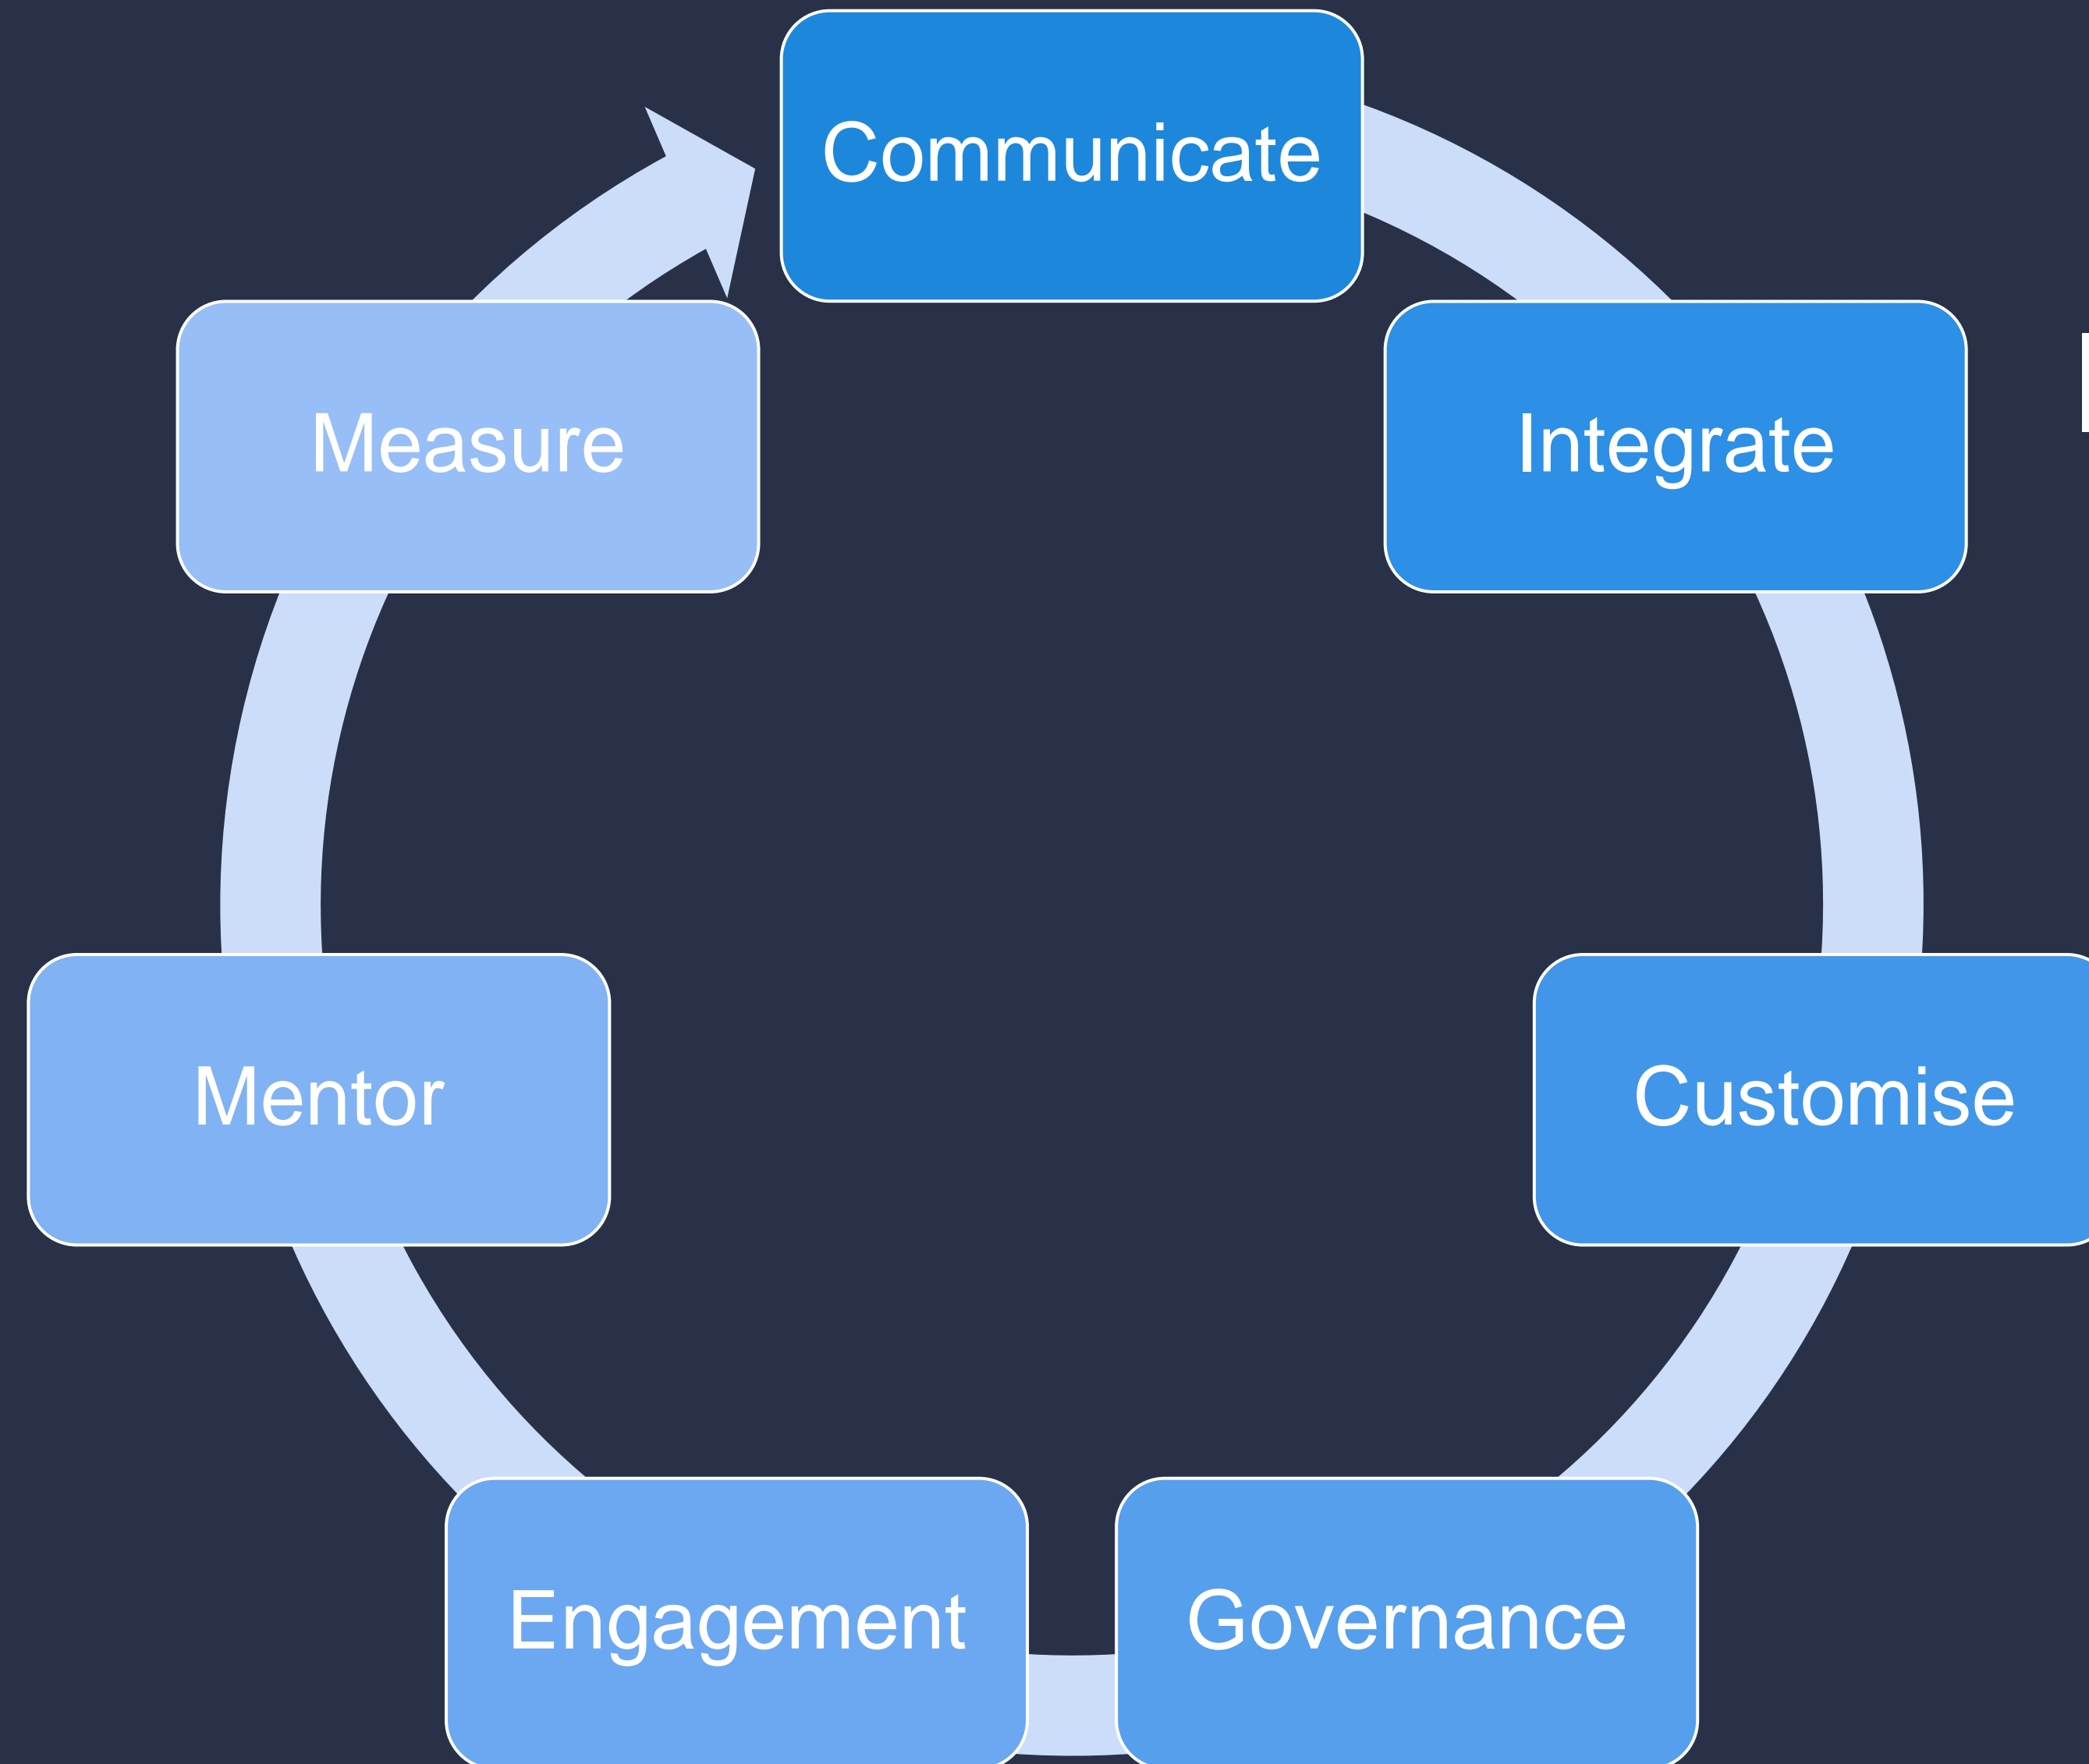 Communicate
Integrate
Customise
Governance
Engagement
Mentor
Measure